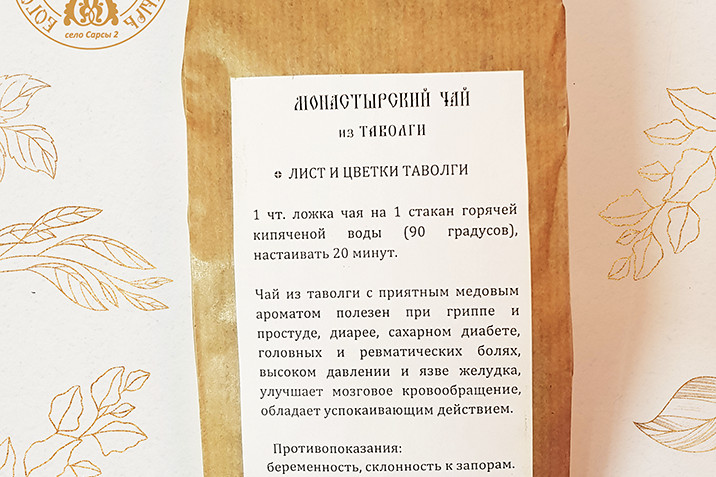 село Сарсы 2
МОНАСТЫРСКИЙ ЧАЙ
из ТАВОЛГИ
ЛИСТ И ЦВЕТКИ ТАВОЛГИ
1 чт. ложка чая на 1 стакан горячей
кипяченой воды (90 градусов),
настаивать 20 минут.
Чай из таволги с приятным медовым
ароматом полезен при гриппе и
простуде, диарее, сахарном диабете,
головных и ревматических болях,
высоком давлении и язве желудка,
улучшает мозговое кровообращение,
обладает успокаивающим действием.
Противопоказания:
беременность, склонность к запорам.